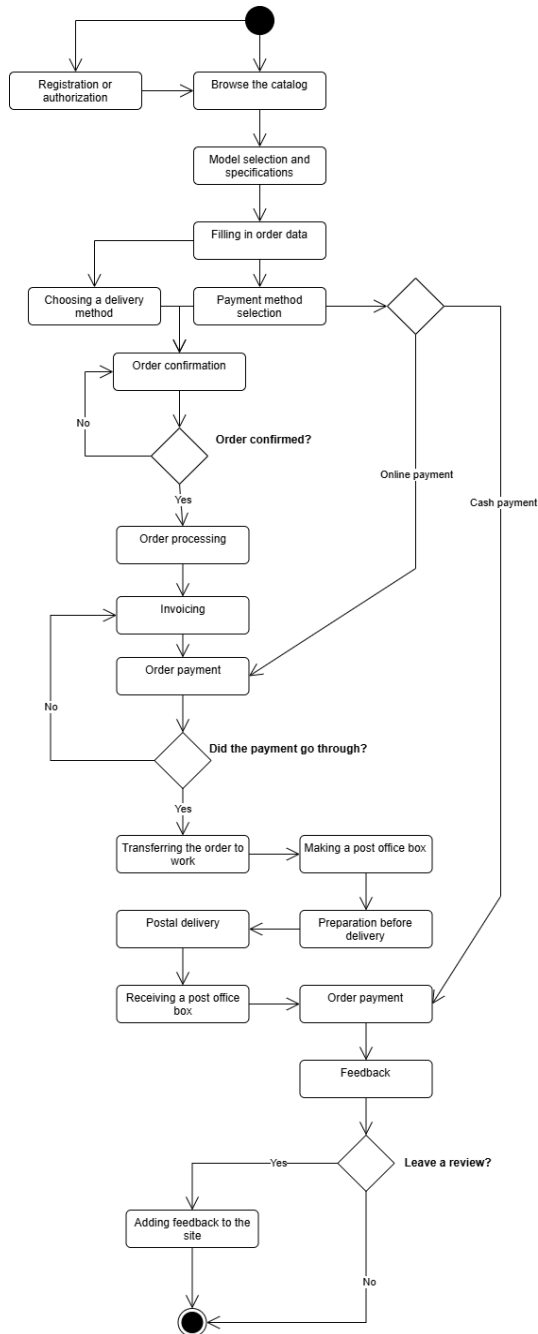 Registration or
authorization
Browse the catalog
Model selection and
specifications
Filling in order data
Choosing a delivery
method
Payment method
selection
Order confirmation
No
Order confirmed?
Online payment
Cash payment
Yes
Order processing
Invoicing
Order payment
No
Did the payment go through?
Yes
Transferring the order to
work
Making a post office box
Postal delivery
Preparation before
delivery
Receiving a post office
box
Order payment
Feedback
Yes
Leave a review?
Adding feedback to the
site
No